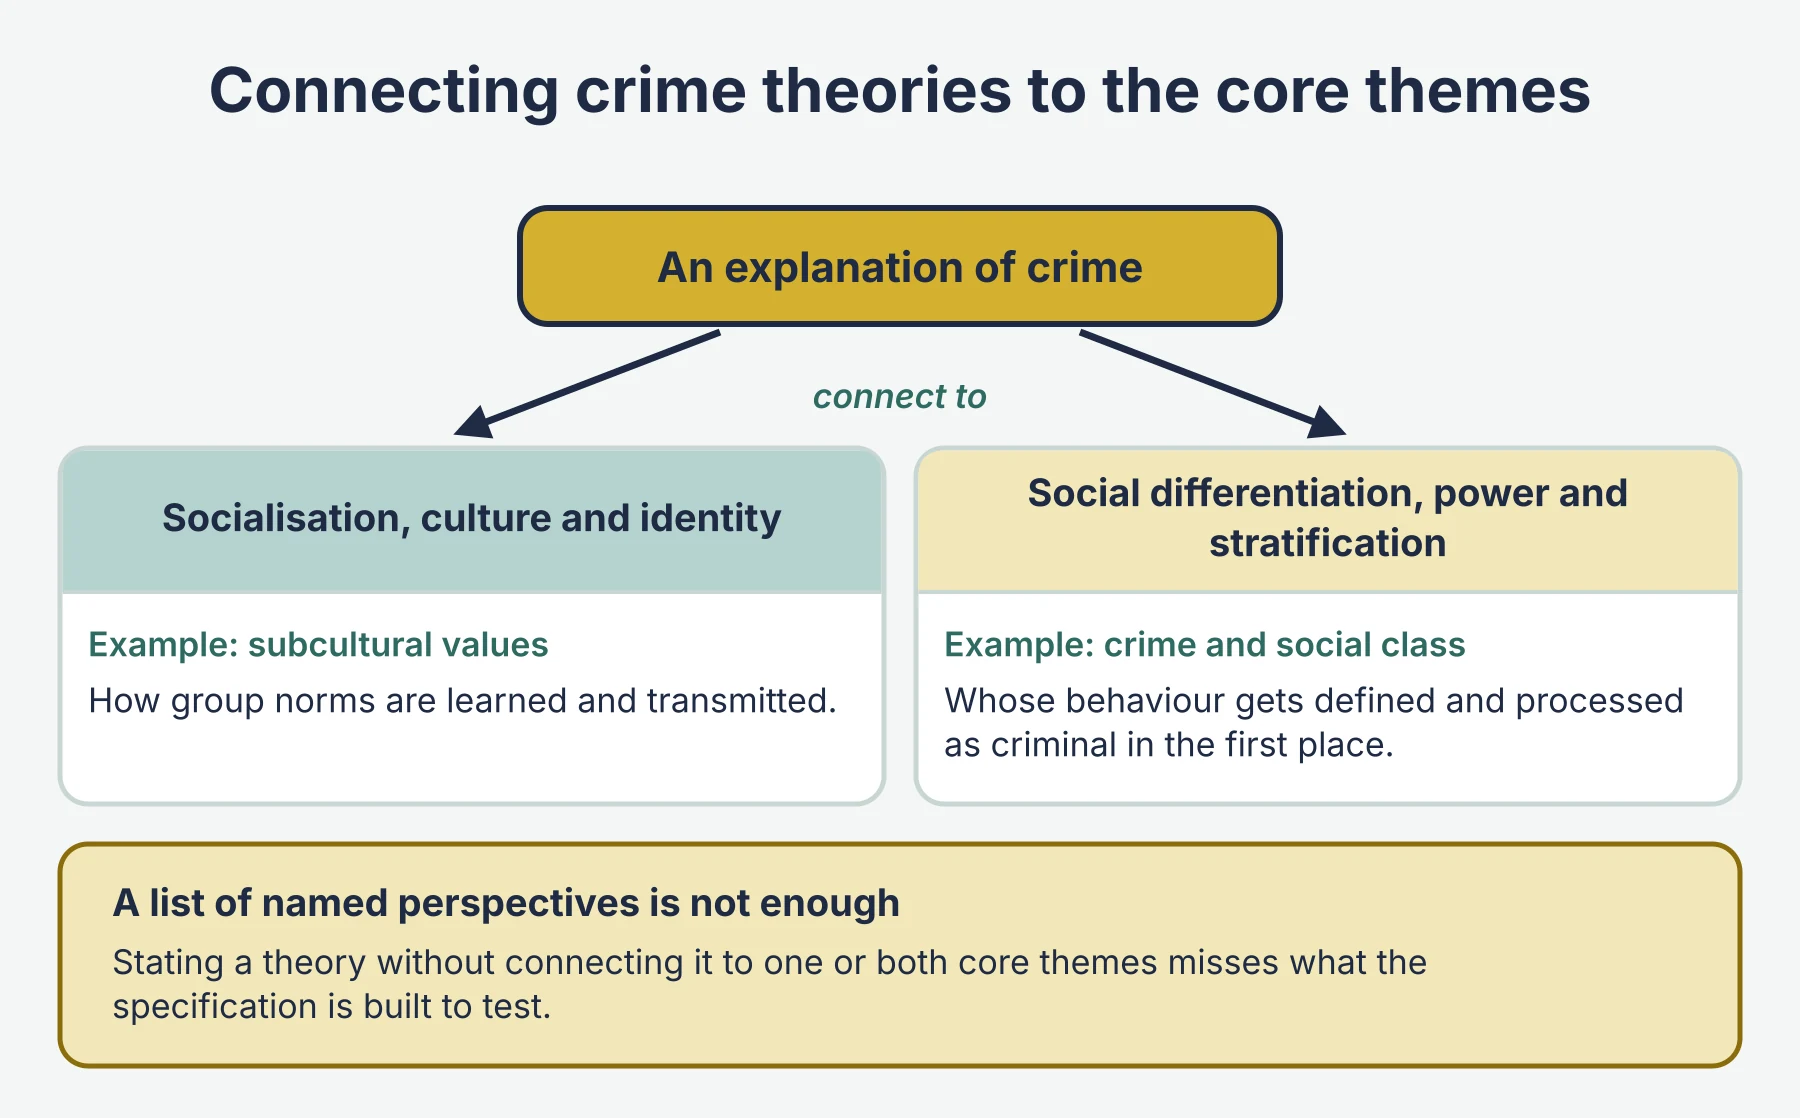 Connecting crime theories to the core themes
An explanation of crime
connect to
Socialisation, culture and identity
Example: subcultural values
How group norms are learned and transmitted.
Social differentiation, power and
stratification
Example: crime and social class
Whose behaviour gets defined and processed
as criminal in the first place.
A list of named perspectives is not enough
Stating a theory without connecting it to one or both core themes misses what the
specification is built to test.